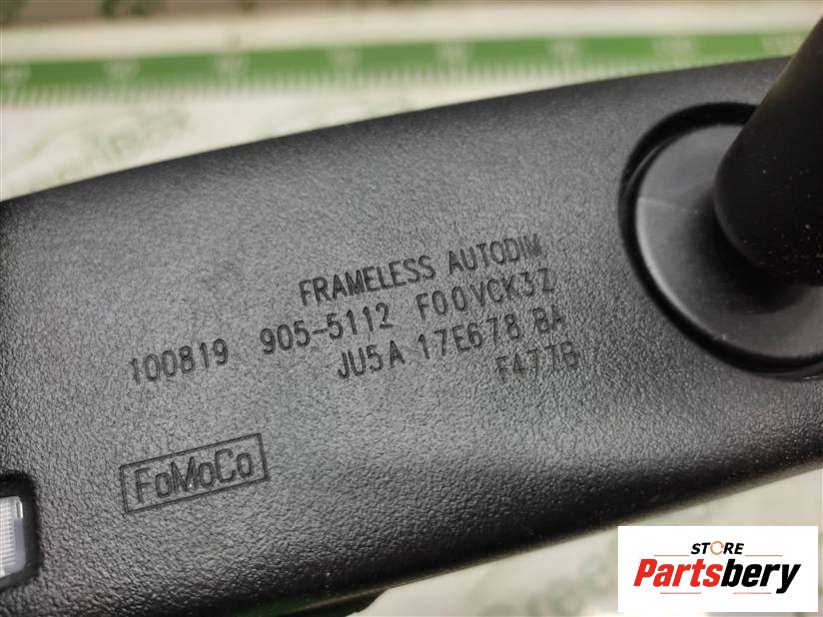 FRAMELESS AUTODIM
100819 905-5112 F00VCK3Z
JU5A 17E678 BA
F477B
FoMoCo
STORE
Partsbery